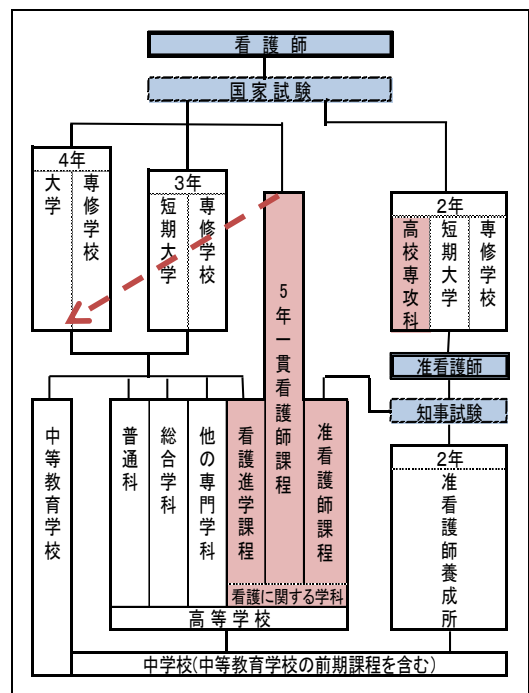 看護師
国家試験
4年
大学
専修学校
3年
短期大学
専修学校
5年一貫看護師課程
2年
高校専攻科
短期大学
専修学校
准看護師
知事試験
中等教育学校
普通科
総合学科
他の専門学科
看護進学課程
准看護師課程
看護に関する学科
高等学校
2年
准看護師養成所
中学校(中等教育学校の前期課程を含む)